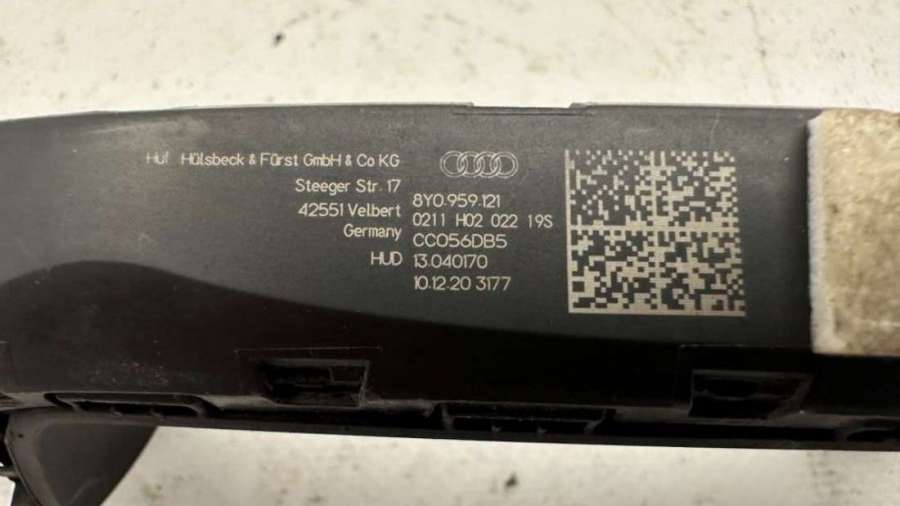 Huf Hülsbeck & Fürst GmbH & Co KG
Steeger Str. 17
42551 Velbert
Germany
HUD
8Y0.959.121
0211 H02 022 19S
CC056DB5
13.040170
10.12.20 3177